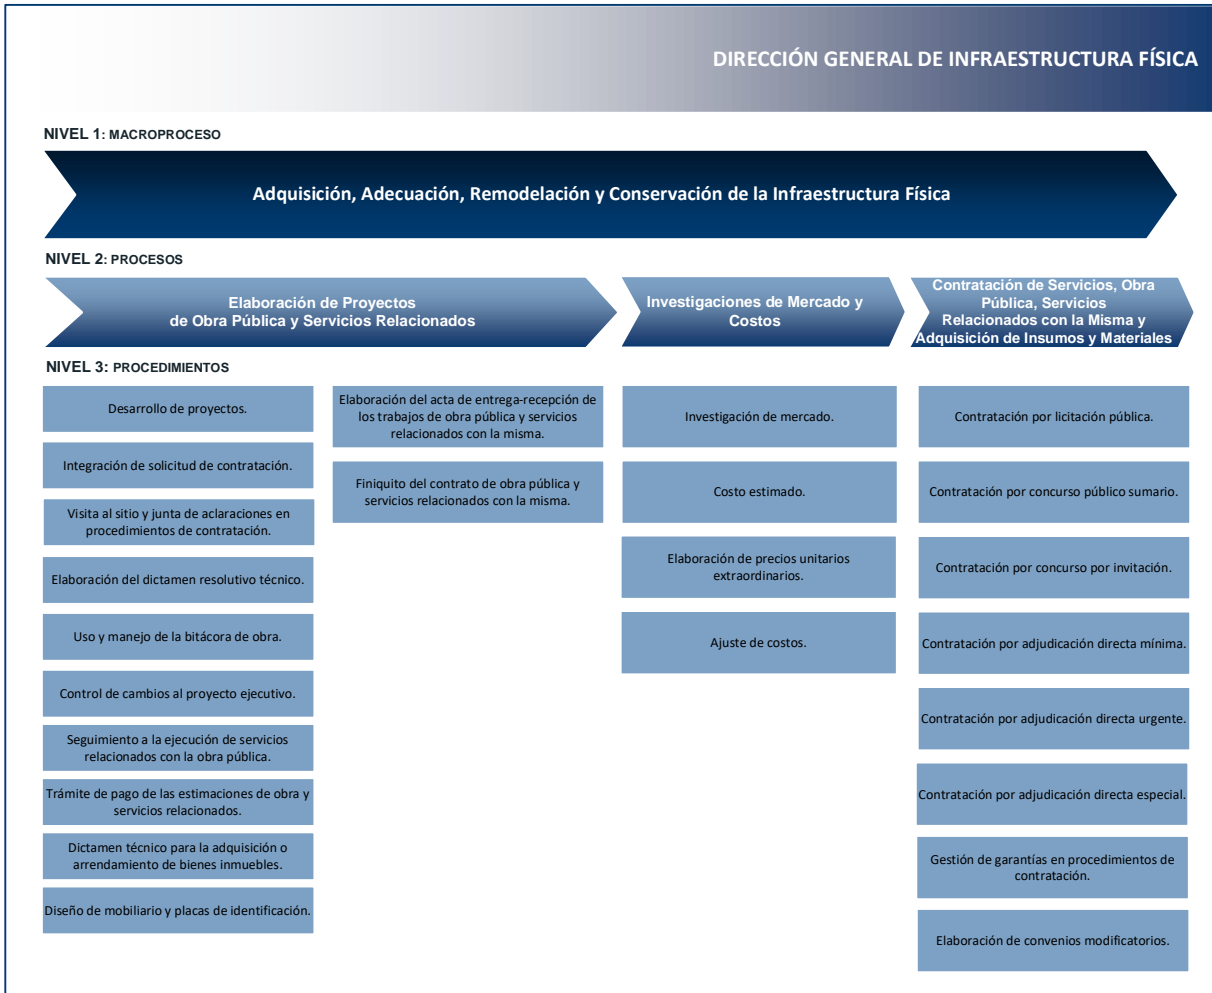 DIRECCIÓN GENERAL DE INFRAESTRUCTURA FÍSICA
NIVEL 1: MACROPROCESO
Adquisición, Adecuación, Remodelación y Conservación de la Infraestructura Física
NIVEL 2: PROCESOS
Elaboración de Proyectos
de Obra Pública y Servicios Relacionados
Investigaciones de Mercado y
Costos
Contratación de Servicios, Obra
Pública, Servicios
Relacionados con la Misma y
Adquisición de Insumos y Materiales
NIVEL 3: PROCEDIMIENTOS
Desarrollo de proyectos.
Integración de solicitud de contratación.
Visita al sitio y junta de aclaraciones en
procedimientos de contratación.
Elaboración del dictamen resolutivo técnico.
Uso y manejo de la bitácora de obra.
Control de cambios al proyecto ejecutivo.
Seguimiento a la ejecución de servicios
relacionados con la obra pública.
Trámite de pago de las estimaciones de obra y
servicios relacionados.
Dictamen técnico para la adquisición o
arrendamiento de bienes inmuebles.
Diseño de mobiliario y placas de identificación.
Elaboración del acta de entrega-recepción de
los trabajos de obra pública y servicios
relacionados con la misma.
Finiquito del contrato de obra pública y
servicios relacionados con la misma.
Investigación de mercado.
Costo estimado.
Elaboración de precios unitarios
extraordinarios.
Ajuste de costos.
Contratación por licitación pública.
Contratación por concurso público sumario.
Contratación por concurso por invitación.
Contratación por adjudicación directa mínima.
Contratación por adjudicación directa urgente.
Contratación por adjudicación directa especial.
Gestión de garantías en procedimientos de
contratación.
Elaboración de convenios modificatorios.